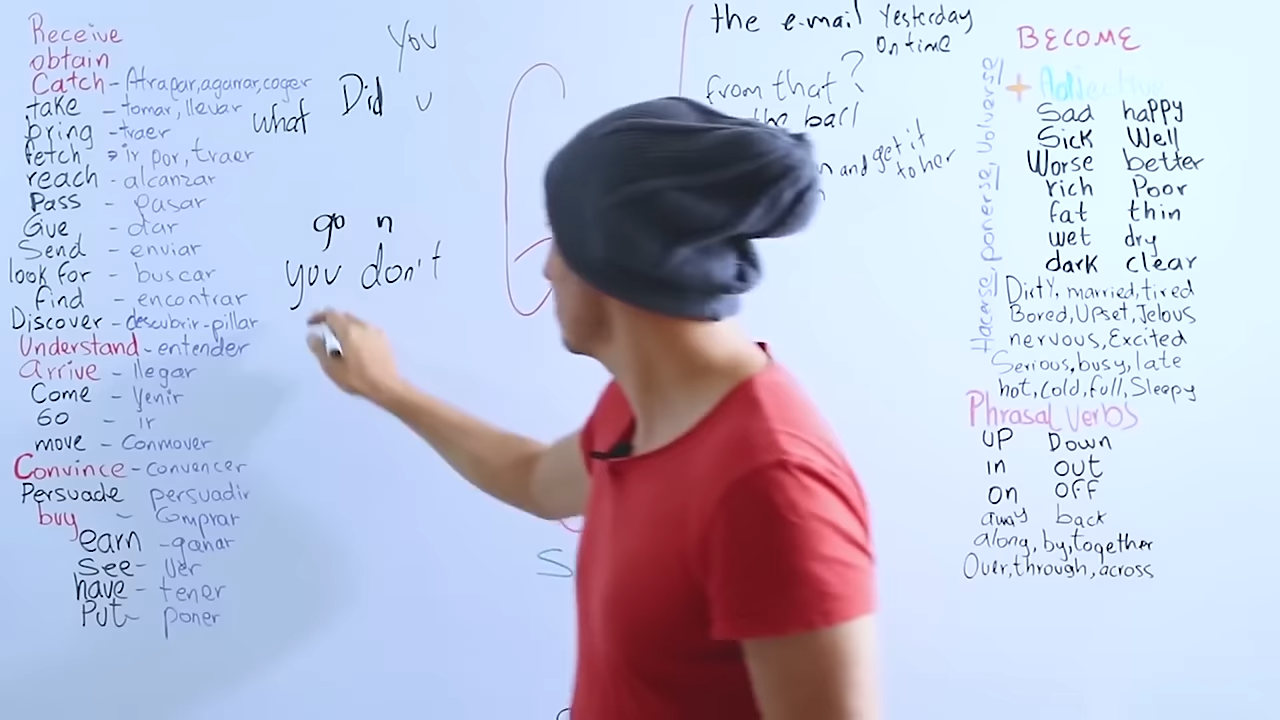 Receive
obtain
Catch - Atrapar, agarrar, coger
take - tomar, llevar
bring - traer
fetch ir, por, traer
reach - alcanzar
Pass - pasar
Give - dar
Send - enviar
look for - buscar
find - encontrar
Discover - descubrir - pillar
Understand - entender
arrive - llegar
Come - venir
Go - ir
move - Conmover
Convince - convencer
Persuade persuadir
buy - Comprar
earn - ganar
See - Ver
have - tener
Put - poner
you
what Did u
go n
you don't
the e-mail Yesterday
On time
from that?
the ball
and get it
to her
Hacerse, ponerse, Volverse
BECOME
+ Adjective
Sad happy
Sick Well
Worse better
rich Poor
fat thin
wet dry
dark clear
Dirty, married, tired
Bored, Upset, Jelous
nervous, Excited
Serious, busy, late
hot, Cold, full, Sleepy
Phrasal Verbs
UP Down
in out
on OFF
away back
along, by, together
Over, through, across